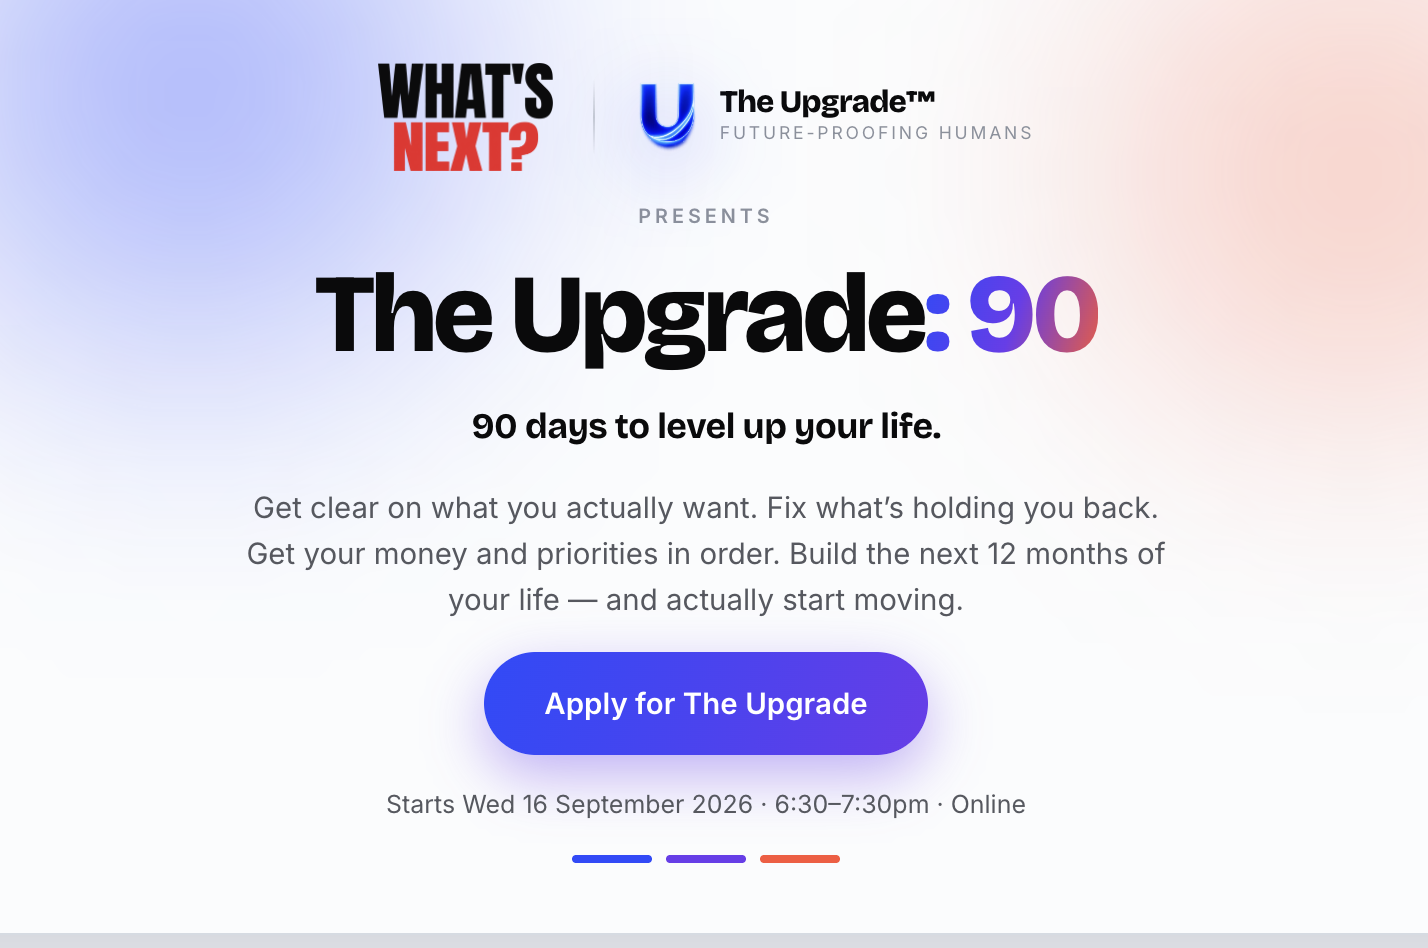 WHAT'S
NEXT?
The Upgrade™
FUTURE-PROOFING HUMANS
PRESENTS
The Upgrade: 90
90 days to level up your life.
Get clear on what you actually want. Fix what’s holding you back.
Get your money and priorities in order. Build the next 12 months of
your life — and actually start moving.
Apply for The Upgrade
Starts Wed 16 September 2026 · 6:30–7:30pm · Online